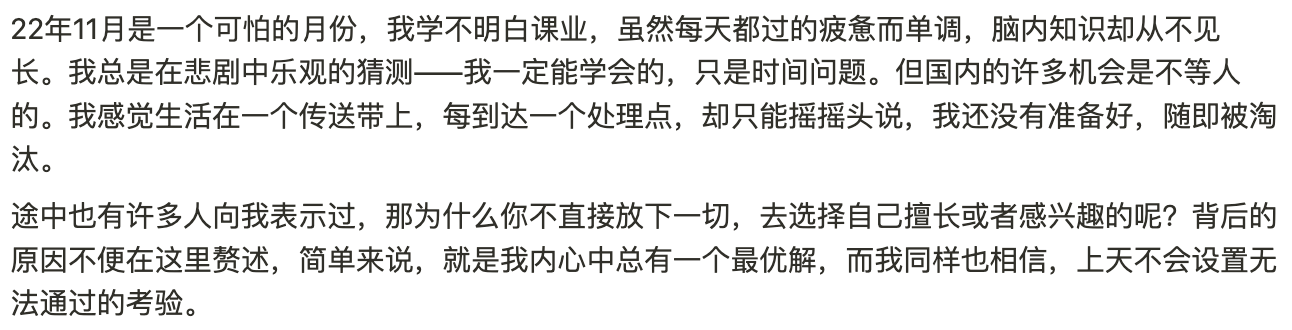 22年11月是一个可怕的月份，我学不明白课业，虽然每天都过的疲惫而单调，脑内知识却从不见
长。我总是在悲剧中乐观的猜测——我一定能学会的，只是时间问题。但国内的许多机会是不等人
的。我感觉生活在一个传送带上，每到达一个处理点，却只能摇摇头说，我还没有准备好，随即被淘
汰。
途中也有许多人向我表示过，那为什么你不直接放下一切，去选择自己擅长或者感兴趣的呢？背后的
原因不便在这里赘述，简单来说，就是我内心中总有一个最优解，而我同样也相信，上天不会设置无
法通过的考验。